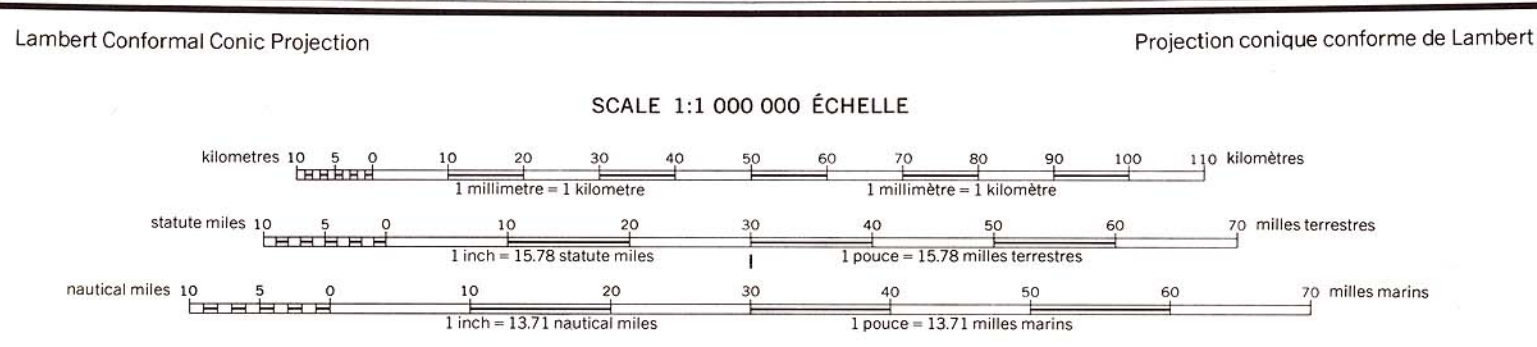 Lambert Conformal Conic Projection
Projection conique conforme de Lambert
SCALE 1:1 000 000 ÉCHELLE
kilometres 10 5 0 10 20 30 40 50 60 70 80 90 100 110 kilomètres
1 millimetre = 1 kilometre 1 millimètre = 1 kilomètre
statute miles 10 5 0 10 20 30 40 50 60 70 milles terrestres
1 inch = 15.78 statute miles 1 pouce = 15.78 milles terrestres
nautical miles 10 5 0 10 20 30 40 50 60 70 milles marins
1 inch = 13.71 nautical miles 1 pouce = 13.71 milles marins